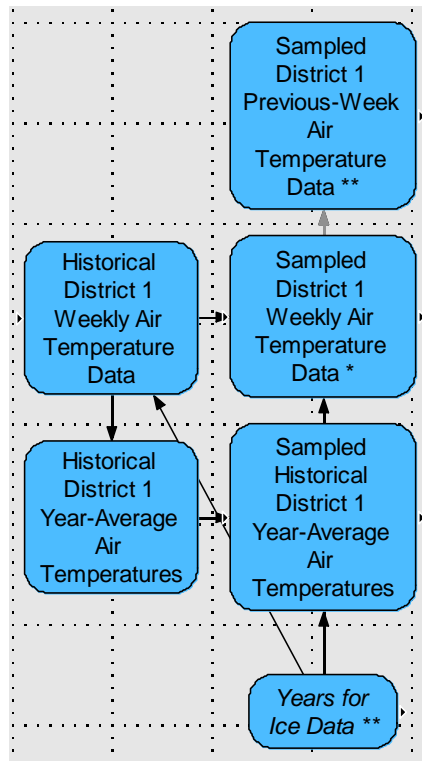 Sampled
District 1
Previous-Week
Air
Temperature
Data **
Historical
District 1
Weekly Air
Temperature
Data
Sampled
District 1
Weekly Air
Temperature
Data *
Historical
District 1
Year-Average
Air
Temperatures
Sampled
Historical
District 1
Year-Average
Air
Temperatures
Years for
Ice Data **